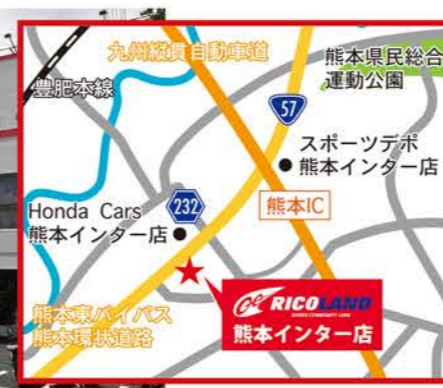 九州縦貫自動車道
熊本県民総合
運動公園
豊肥本線
57
スポーツデポ
熊本インター店
232
熊本IC
Honda Cars
熊本インター店
RICOLAND
熊本インター店
熊本東バイパス
熊本環状道路